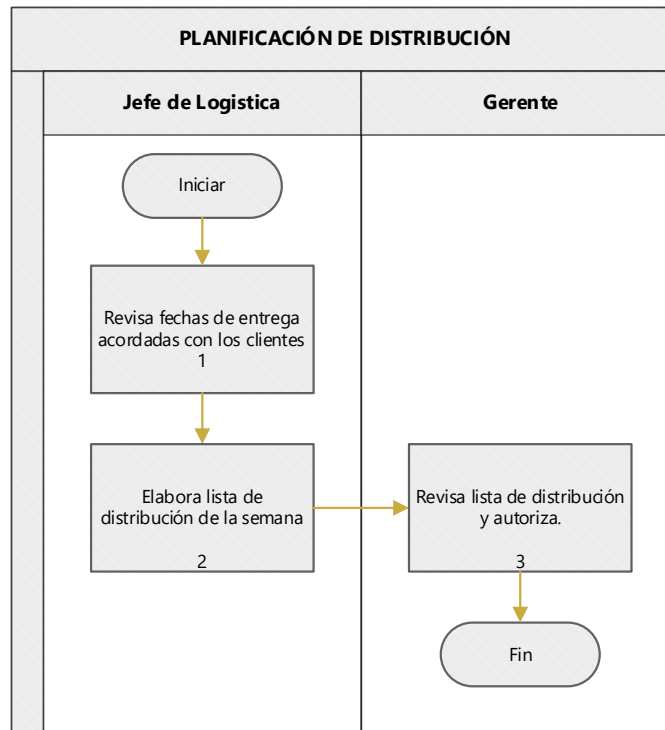 PLANIFICACIÓN DE DISTRIBUCIÓN
Jefe de Logistica
Gerente
Iniciar
Revisa fechas de entrega
acordadas con los clientes
1
Elabora lista de
distribución de la semana
2
Revisa lista de distribución
y autoriza.
3
Fin